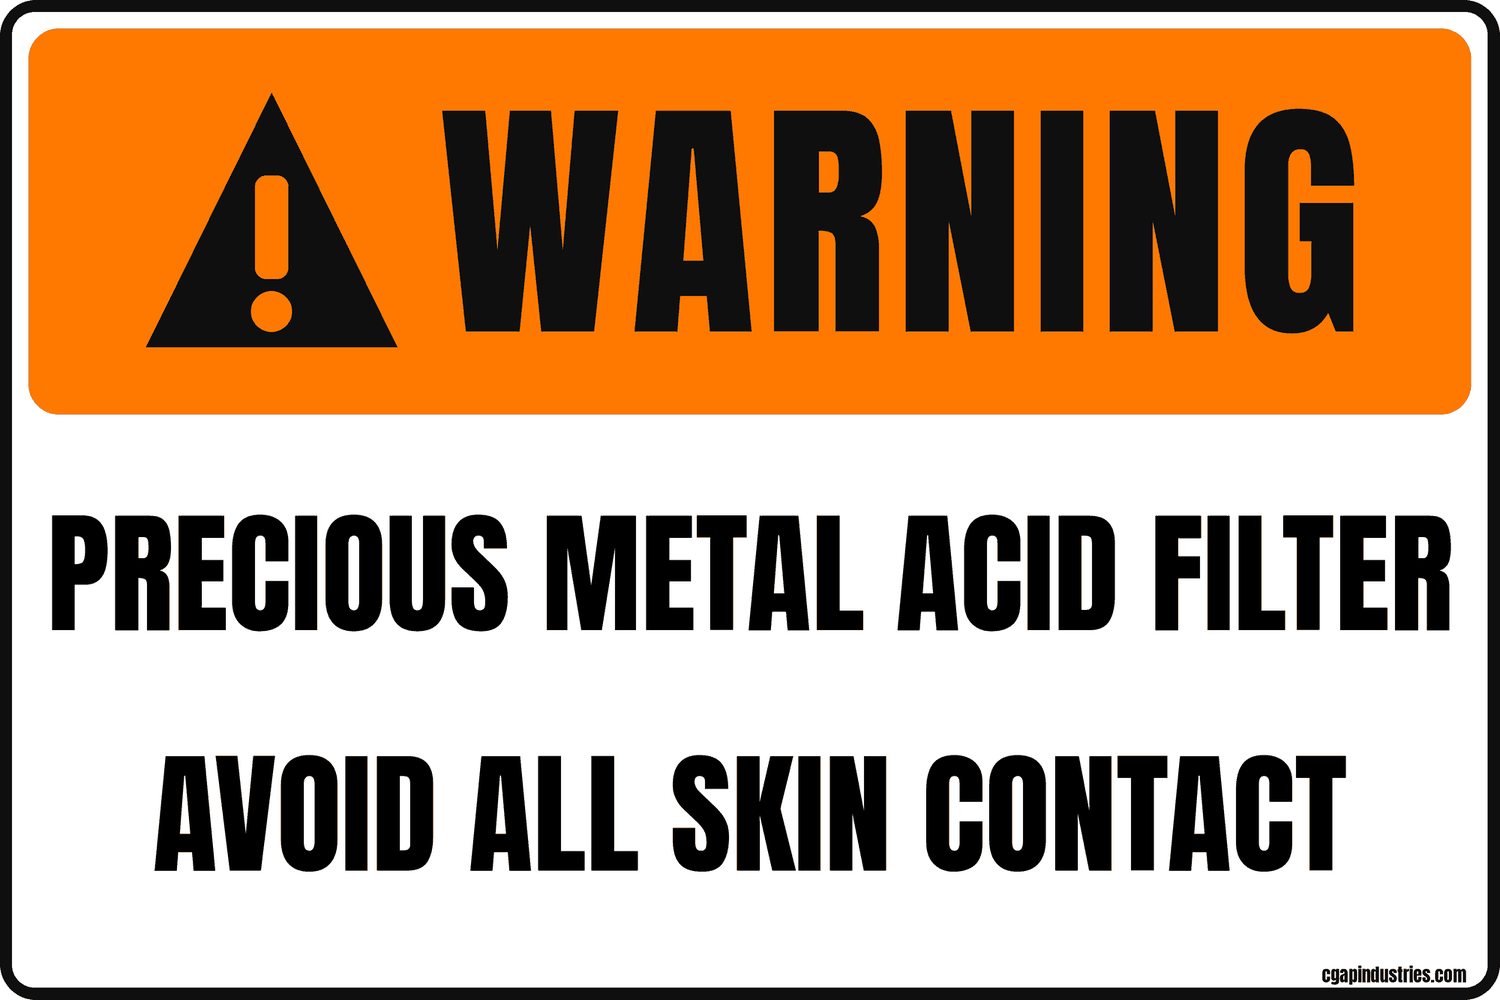 WARNING
PRECIOUS METAL ACID FILTER
AVOID ALL SKIN CONTACT
cgapindustries.com